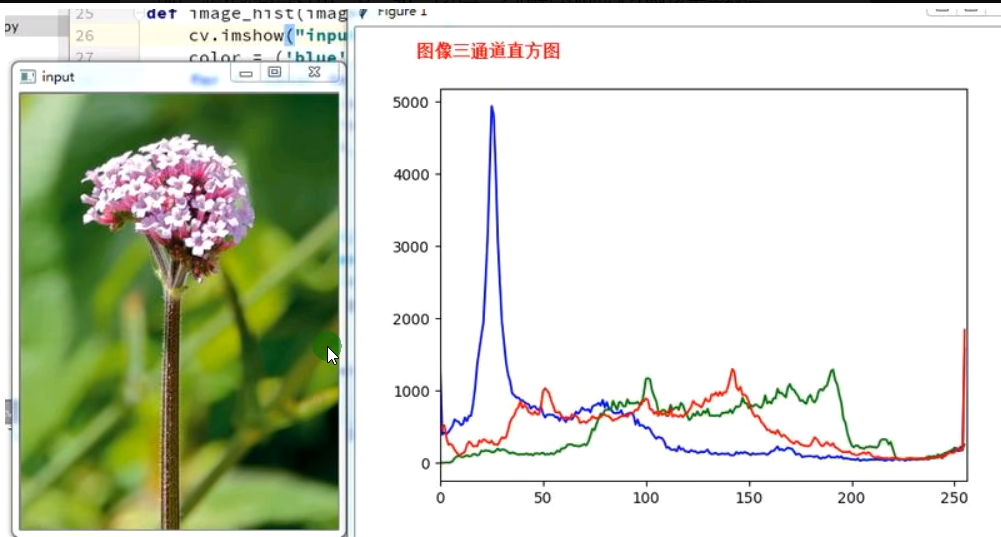 py
25 def image_hist(imag
26 cv.imshow("inpu
27 color = ('blue'
input
Figure 1
图像三通道直方图
5000
4000
3000
2000
1000
0
0 50 100 150 200 250